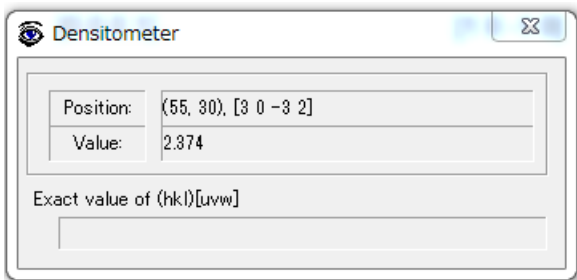 Densitometer
Position: (55, 30), [3 0 -3 2]
Value: 2.374
Exact value of (hkl)[uvw]